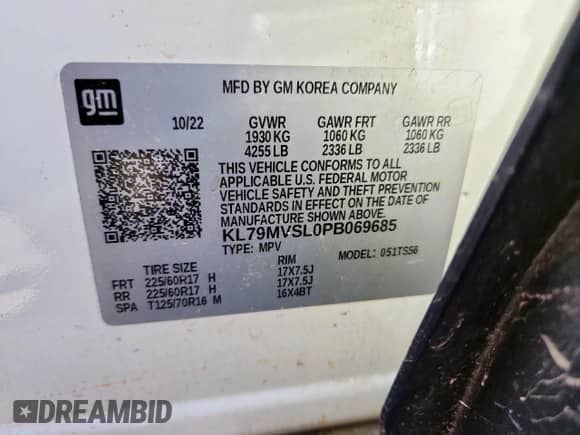 gm
MFD BY GM KOREA COMPANY
10/22 GVWR GAWR FRT GAWR RR
1930 KG 1060 KG 1060 KG
4255 LB 2336 LB 2336 LB
THIS VEHICLE CONFORMS TO ALL
APPLICABLE U.S. FEDERAL MOTOR
VEHICLE SAFETY AND THEFT PREVENTION
STANDARDS IN EFFECT ON THE DATE OF
MANUFACTURE SHOWN ABOVE.
KL79MVSL0PB069685
TYPE: MPV MODEL: 051TS56
TIRE SIZE RIM
FRT 225/60R17 H 17X7.5J
RR 225/60R17 H 17X7.5J
SPA T125/70R16 M 16X4BT
DREAMBID